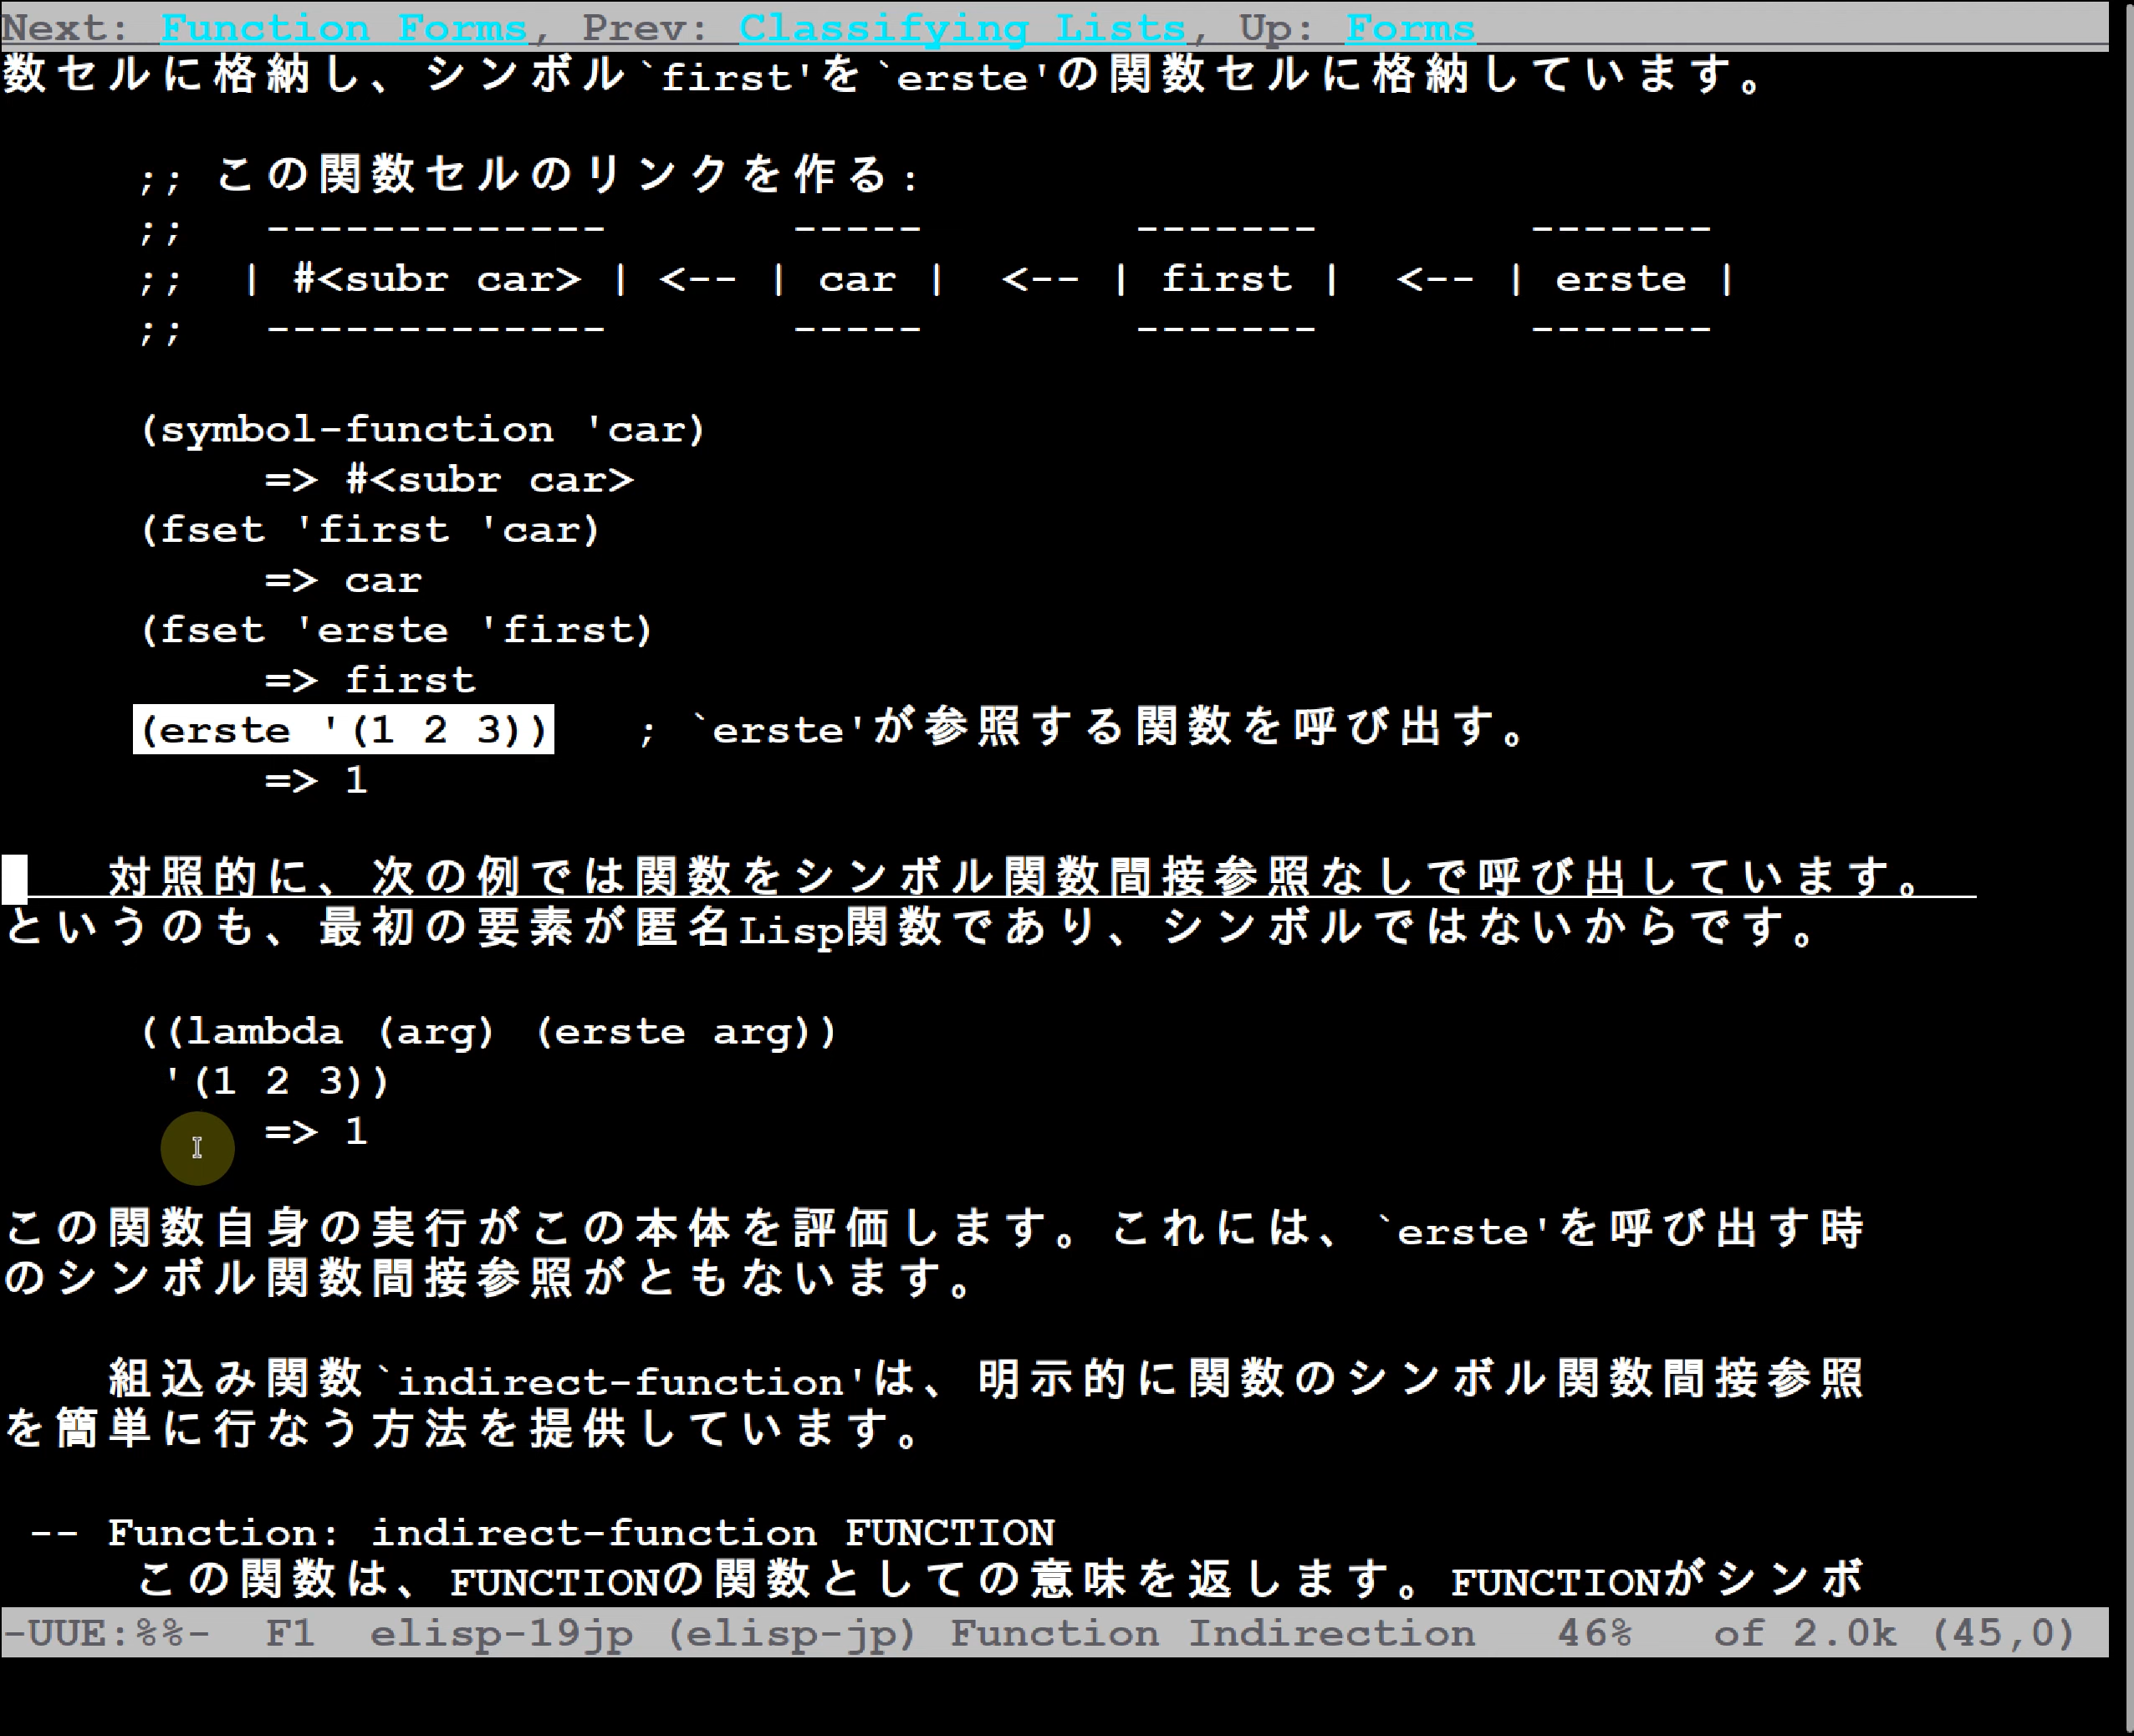 Next: Function Forms, Prev: Classifying Lists, Up: Forms
数セルに格納し、シンボル`first'を`erste'の関数セルに格納しています。
;; この関数セルのリンクを作る:
;;   -------------       -----        -------        -------
;;  | #<subr car> | <-- | car |  <-- | first |  <-- | erste |
;;   -------------       -----        -------        -------
(symbol-function 'car)
     => #<subr car>
(fset 'first 'car)
     => car
(fset 'erste 'first)
     => first
(erste '(1 2 3))   ; `erste'が参照する関数を呼び出す。
     => 1
対照的に、次の例では関数をシンボル関数間接参照なしで呼び出しています。
というのも、最初の要素が匿名Lisp関数であり、シンボルではないからです。
((lambda (arg) (erste arg))
 '(1 2 3))
     => 1
この関数自身の実行がこの本体を評価します。これには、`erste'を呼び出す時
のシンボル関数間接参照がともないます。
組込み関数`indirect-function'は、明示的に関数のシンボル関数間接参照
を簡単に行なう方法を提供しています。
-- Function: indirect-function FUNCTION
この関数は、FUNCTIONの関数としての意味を返します。FUNCTIONがシンボ
-UUE:%%-  F1  elisp-19jp (elisp-jp) Function Indirection   46%   of 2.0k (45,0)